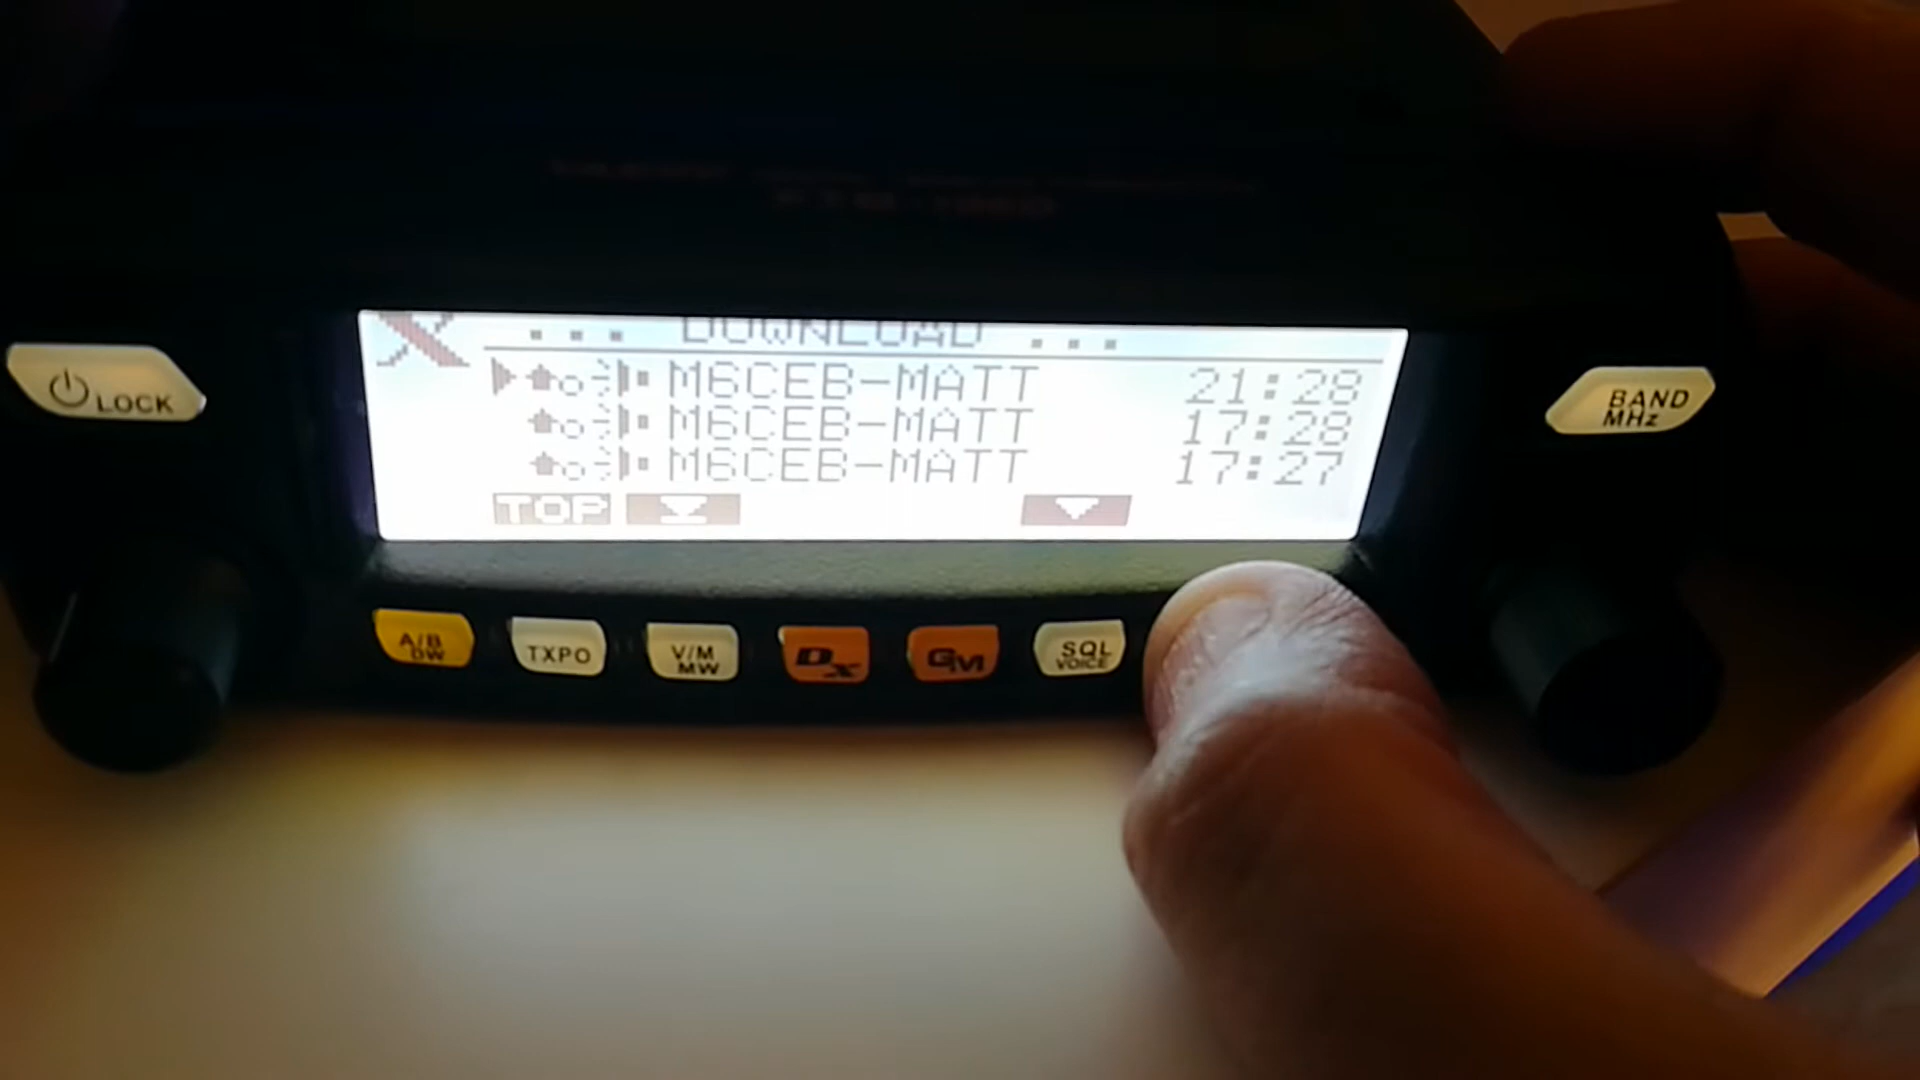 ... DOWNLOAD ...
M6CEB-MATT 21:28
M6CEB-MATT 17:28
M6CEB-MATT 17:27
TOP
LOCK
BAND
MHz
A/B
DW
TXPO
V/M
MW
DX
GM
SQL
VOICE